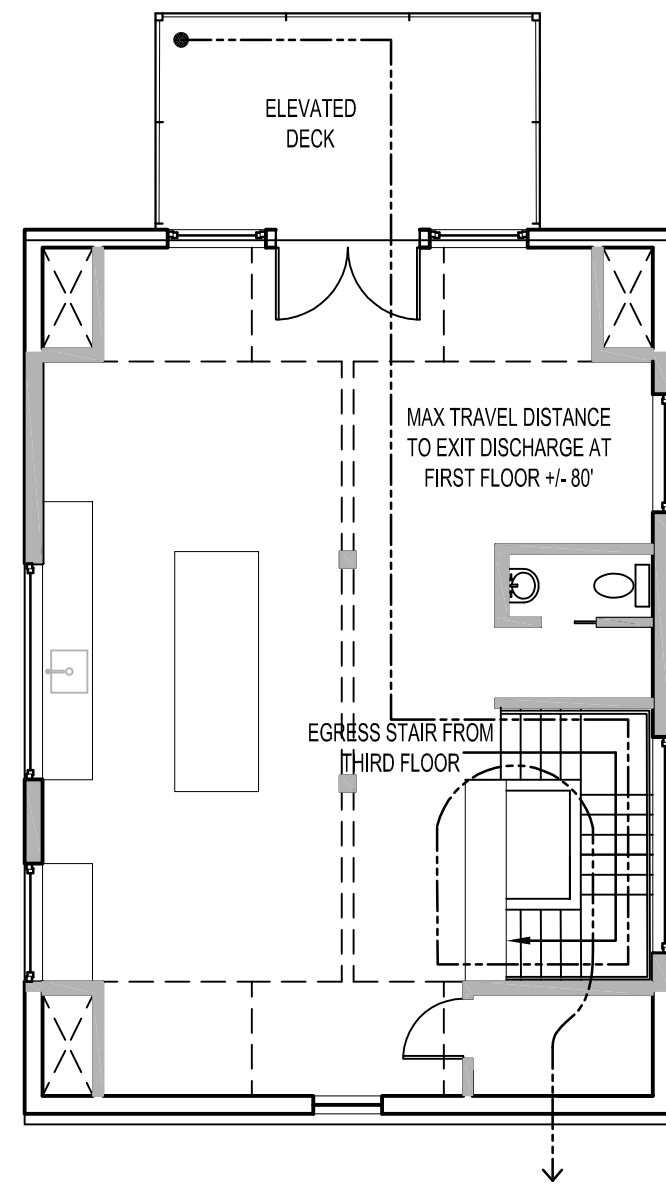 ELEVATED
DECK
MAX TRAVEL DISTANCE
TO EXIT DISCHARGE AT
FIRST FLOOR +/- 80'
EGRESS STAIR FROM
THIRD FLOOR